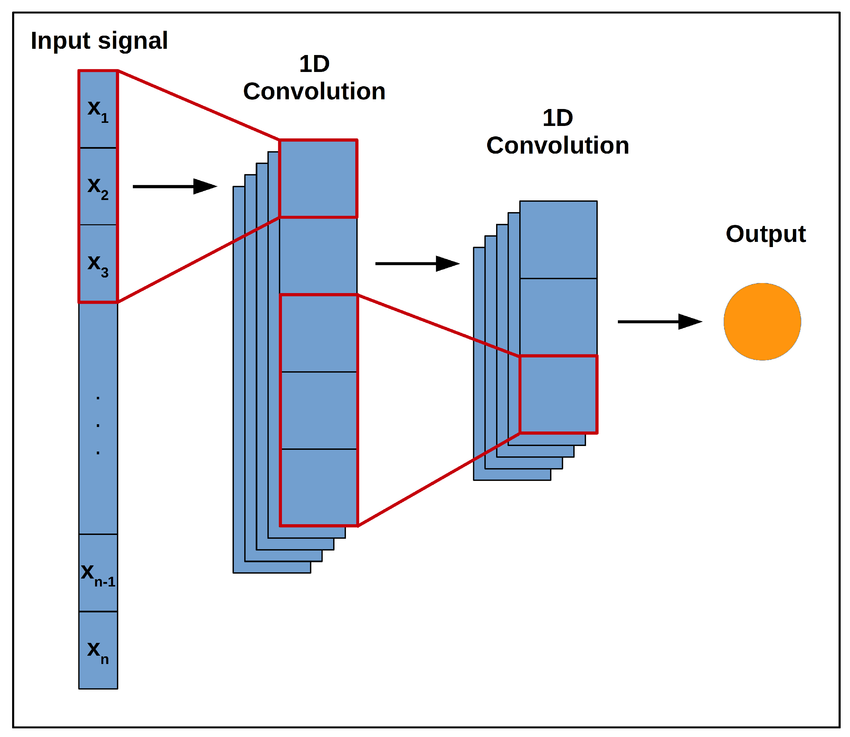 Input signal
1D
Convolution
1D
Convolution
Output
x1
x2
x3
.
.
.
xn-1
xn